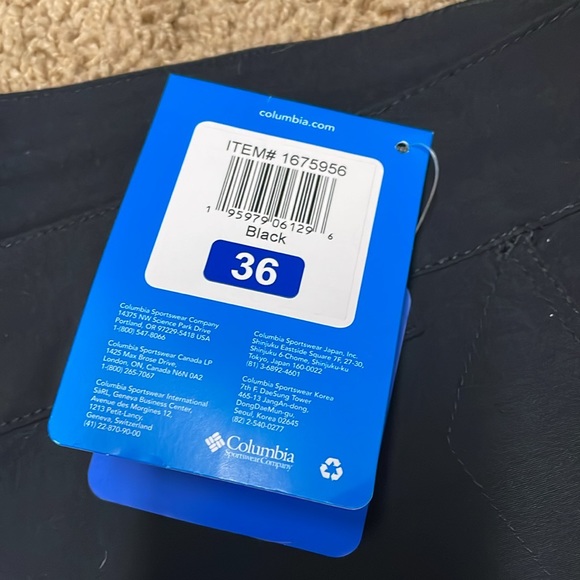 columbia.com
ITEM# 1675956
1 95979 06129 6
Black
36
Columbia Sportswear Company
14375 NW Science Park Drive
Portland, OR 97229-5418 USA
1-(800) 547-8066
Columbia Sportswear Canada LP
1425 Max Brose Drive,
London, ON, Canada N6N 0A2
1-(800) 265-7067
Columbia Sportswear International
SàRL, Geneva Business Center,
Avenue des Morgines 12,
1213 Petit-Lancy,
Geneva, Switzerland
(41) 22-870-90-00
Columbia Sportswear Japan, Inc.
Shinjuku Eastside Square 7F, 27-30,
Shinjuku 6-Chome, Shinjuku-ku
Tokyo, Japan 160-0022
(81) 3-6892-4601
Columbia Sportswear Korea
7th F. DaeSung Tower
465-13 JangAn-dong,
DongDaeMun-gu,
Seoul, Korea 02645
(82) 2-540-0277
Columbia
Sportswear Company